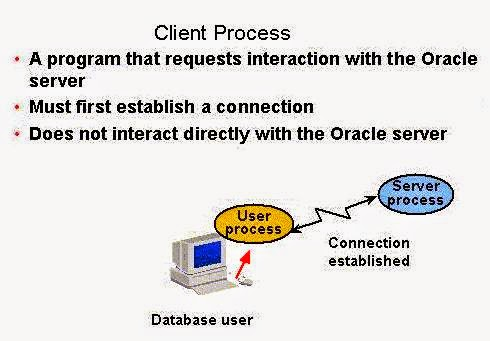 Client Process
• A program that requests interaction with the Oracle
server
• Must first establish a connection
• Does not interact directly with the Oracle server
Server
process
User
process
Connection
established
Database user